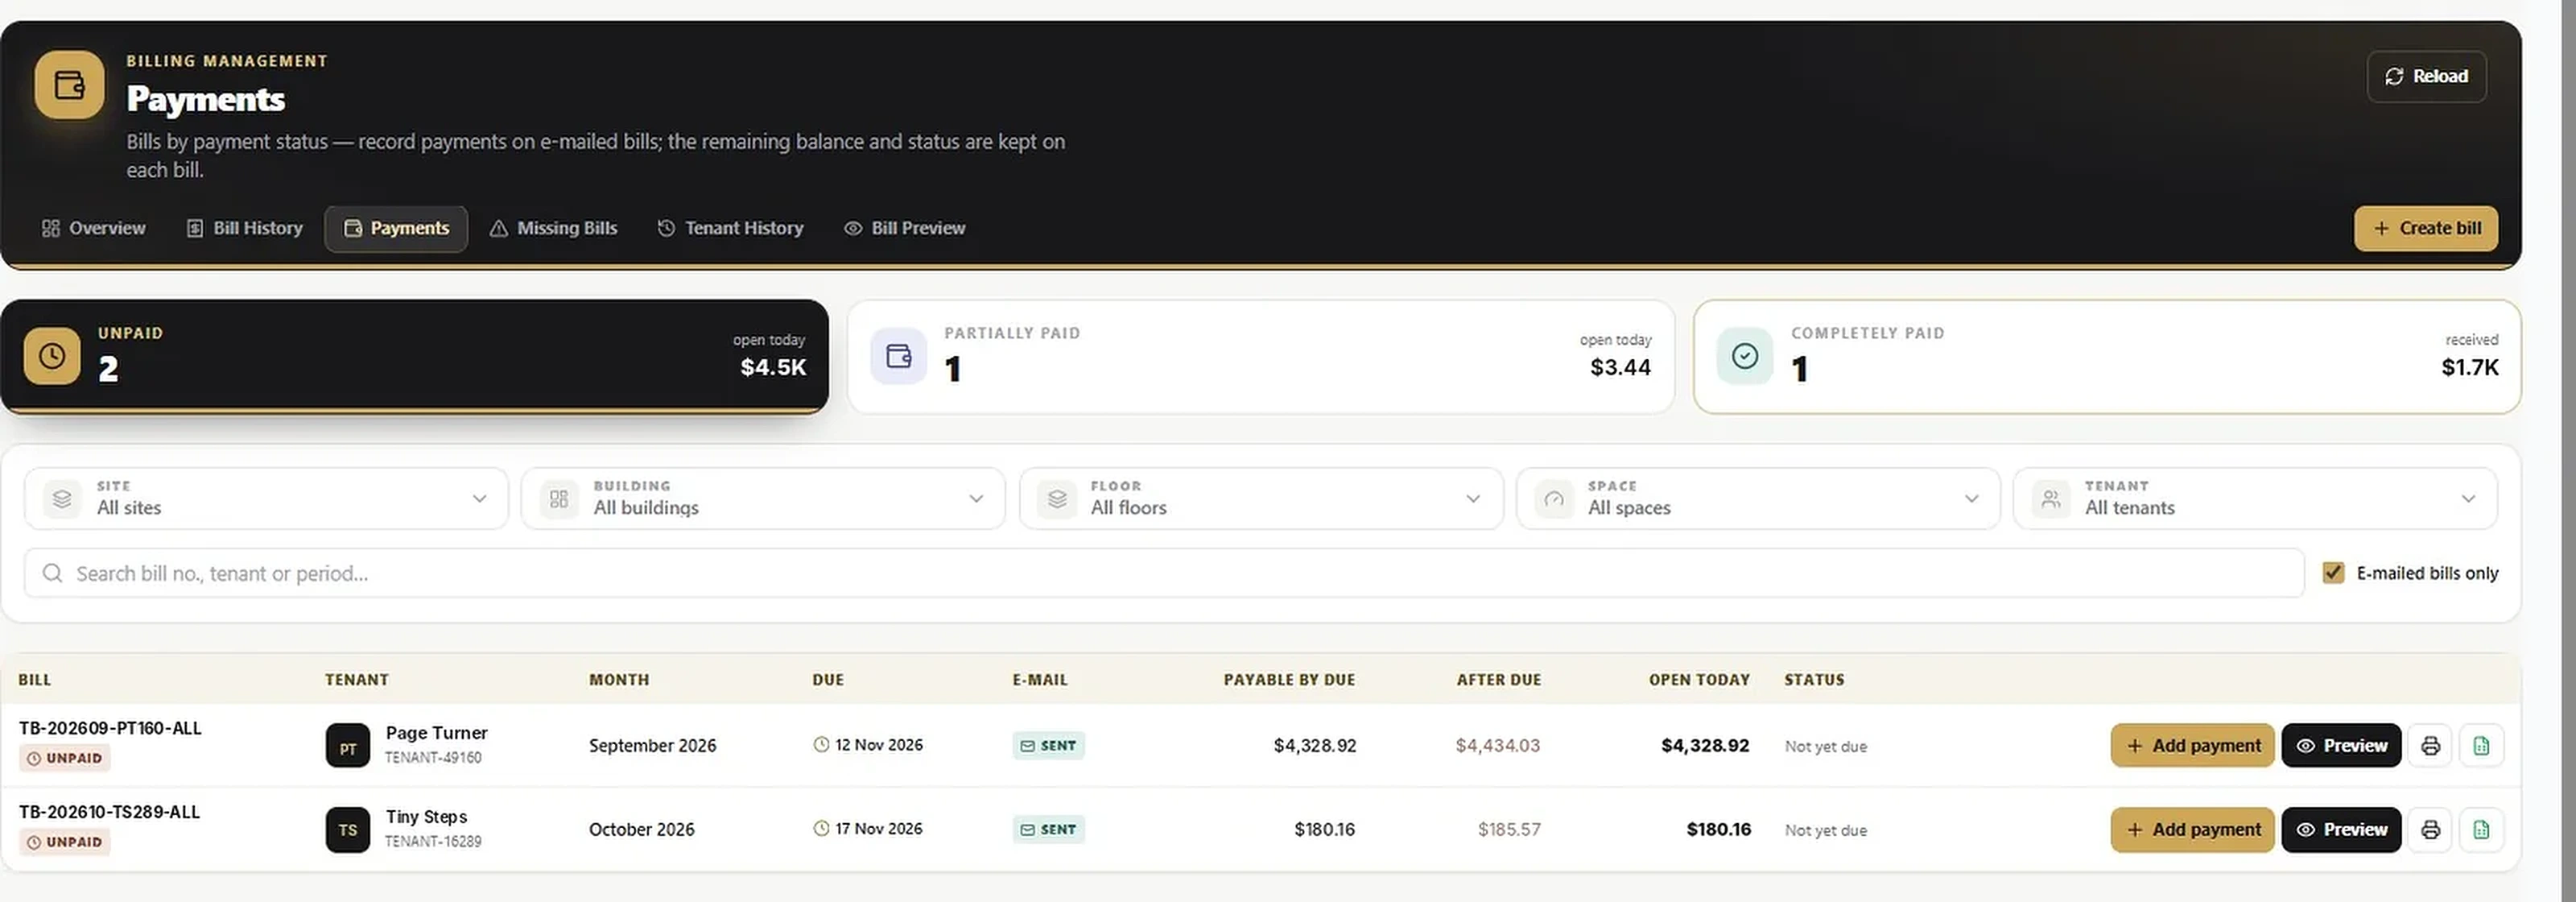 BILLING MANAGEMENT
Payments
Reload
Bills by payment status — record payments on e-mailed bills; the remaining balance and status are kept on
each bill.
Overview Bill History Payments Missing Bills Tenant History Bill Preview Create bill
UNPAID
2
open today
$4.5K
PARTIALLY PAID
1
open today
$3.44
COMPLETELY PAID
1
received
$1.7K
SITE
All sites
BUILDING
All buildings
FLOOR
All floors
SPACE
All spaces
TENANT
All tenants
Search bill no., tenant or period...
E-mailed bills only
BILL TENANT MONTH DUE E-MAIL PAYABLE BY DUE AFTER DUE OPEN TODAY STATUS
TB-202609-PT160-ALL
UNPAID
PT
Page Turner
TENANT-49160
September 2026 12 Nov 2026 SENT $4,328.92 $4,434.03 $4,328.92 Not yet due Add payment Preview
TB-202610-TS289-ALL
UNPAID
TS
Tiny Steps
TENANT-16289
October 2026 17 Nov 2026 SENT $180.16 $185.57 $180.16 Not yet due Add payment Preview